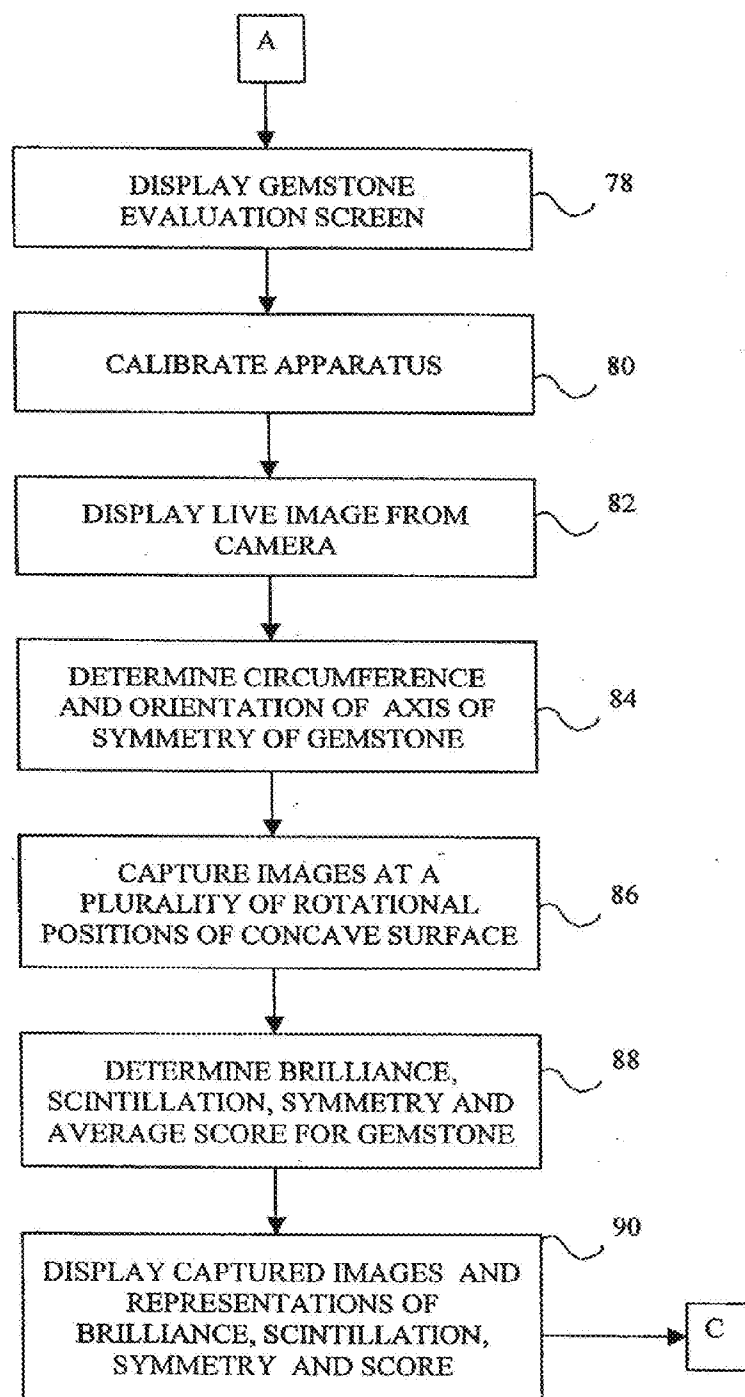 A
DISPLAY GEMSTONE
EVALUATION SCREEN
78
CALIBRATE APPARATUS
80
DISPLAY LIVE IMAGE FROM
CAMERA
82
DETERMINE CIRCUMFERENCE
AND ORIENTATION OF AXIS OF
SYMMETRY OF GEMSTONE
84
CAPTURE IMAGES AT A
PLURALITY OF ROTATIONAL
POSITIONS OF CONCAVE SURFACE
86
DETERMINE BRILLIANCE,
SCINTILLATION, SYMMETRY AND
AVERAGE SCORE FOR GEMSTONE
88
DISPLAY CAPTURED IMAGES AND
REPRESENTATIONS OF
BRILLIANCE, SCINTILLATION,
SYMMETRY AND SCORE
90
C